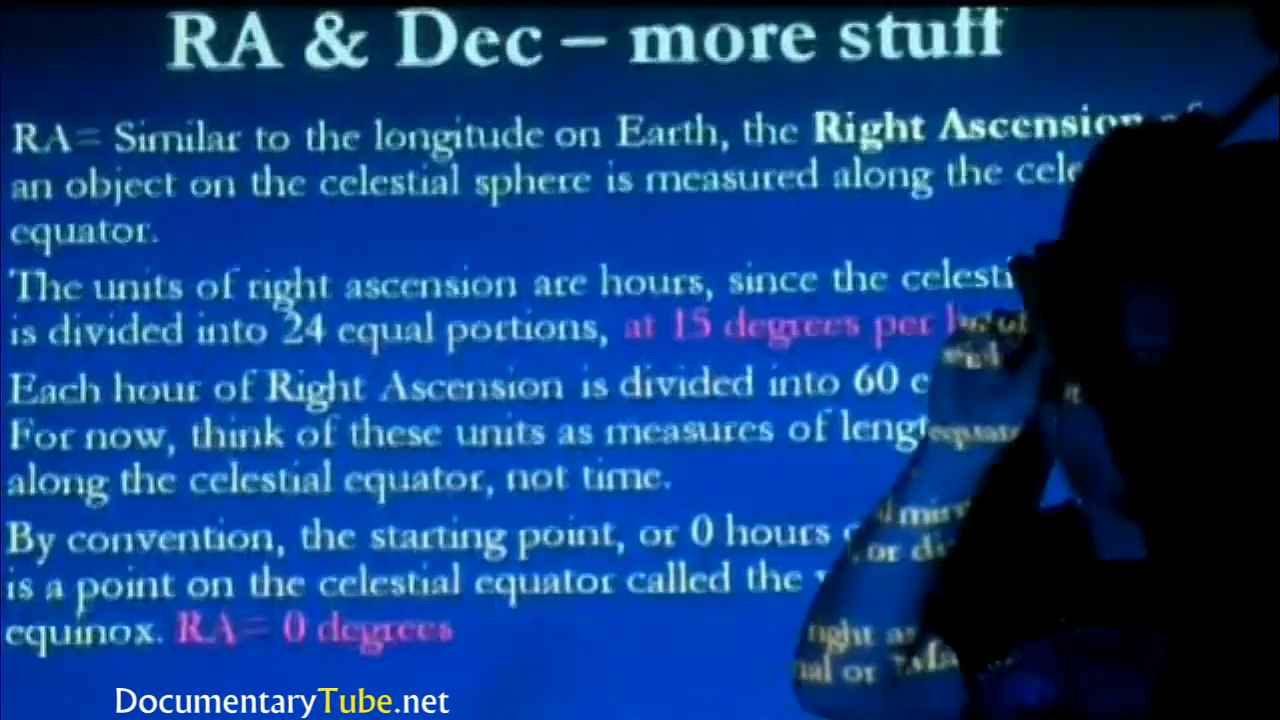 RA & Dec – more stuff
RA= Similar to the longitude on Earth, the Right Ascension of
an object on the celestial sphere is measured along the cele
equator.
The units of right ascension are hours, since the celesti
is divided into 24 equal portions, at 15 degrees per h
Each hour of Right Ascension is divided into 60 e
For now, think of these units as measures of lengt
along the celestial equator, not time.
By convention, the starting point, or 0 hours
is a point on the celestial equator called the v
equinox. RA= 0 degrees
DocumentaryTube.net